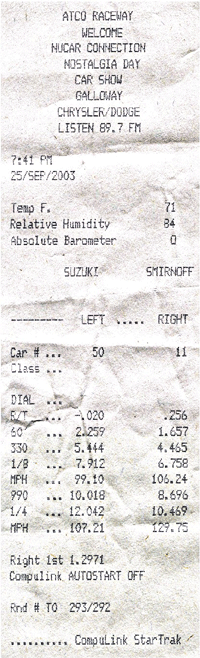 ATCO RACEWAY
WELCOME
NUCAR CONNECTION
NOSTALGIA DAY
CAR SHOW
GALLOWAY
CHRYSLER/DODGE
LISTEN 89.7 FM
7:41 PM
25/SEP/2003
Temp F. 71
Relative Humidity 84
Absolute Barometer 0
SUZUKI SMIRNOFF
--------- LEFT ..... RIGHT
Car # ... 50 11
Class ...
DIAL ...
R/T ... -.020 .256
60' ... 2.259 1.657
330 ... 5.444 4.465
1/8 ... 7.912 6.758
MPH ... 99.10 106.24
990 ... 10.018 8.696
1/4 ... 12.042 10.469
MPH ... 107.21 129.75
Right 1st 1.2971
Compulink AUTOSTART OFF
Rnd # TO 293/292
.......... CompuLink StarTrak